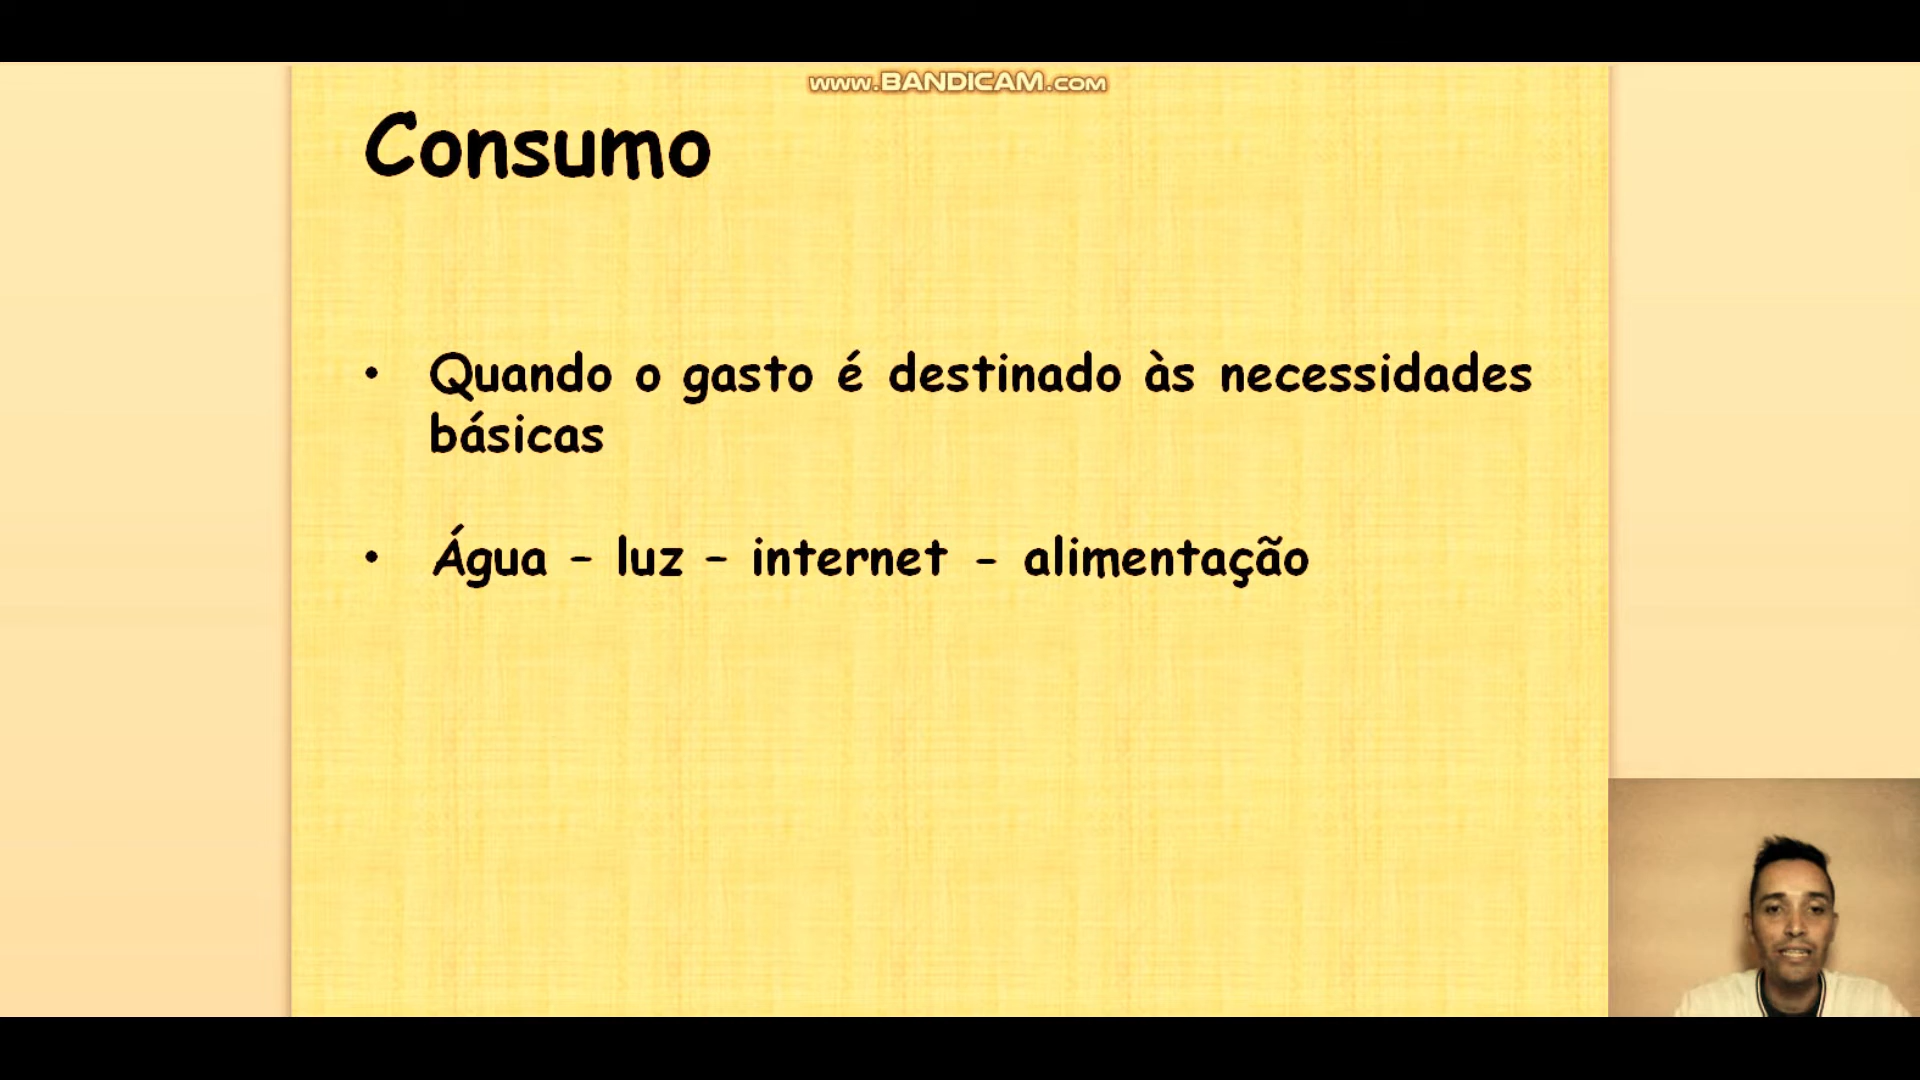 www.BANDICAM.com
Consumo
• Quando o gasto é destinado às necessidades
básicas
• Água – luz – internet - alimentação